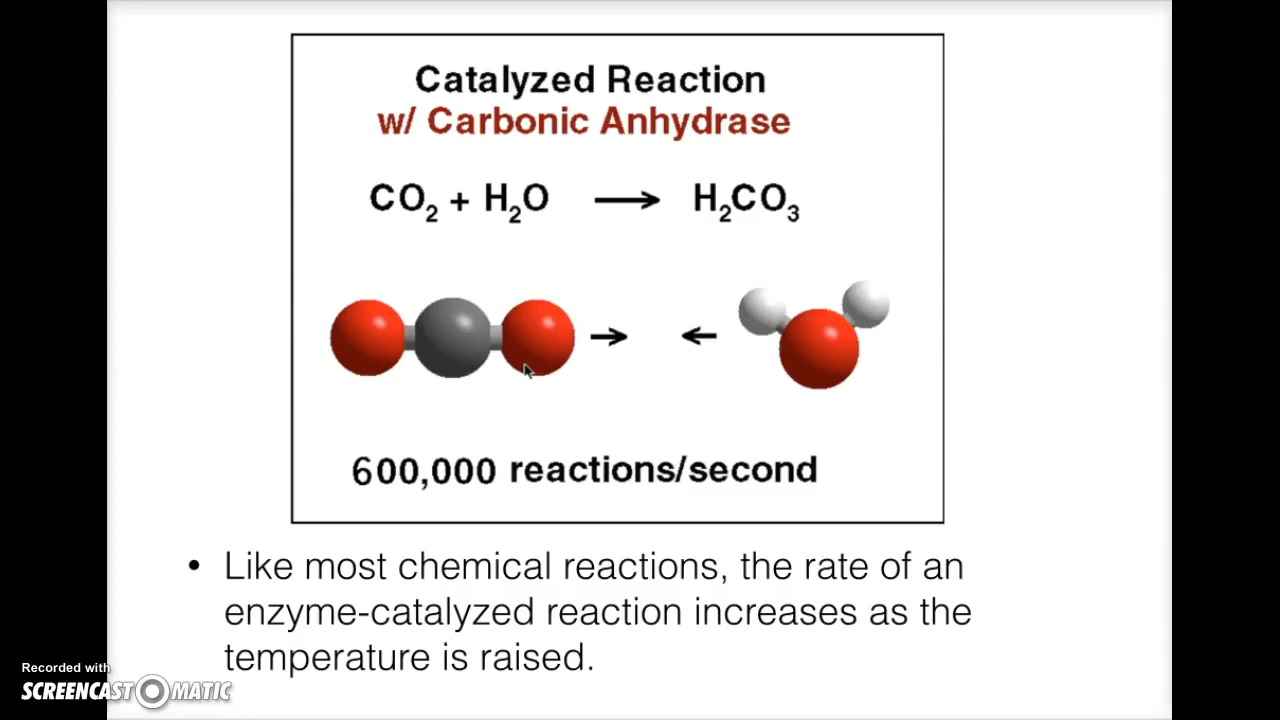 Catalyzed Reaction
w/ Carbonic Anhydrase
CO₂ + H₂O → H₂CO₃
→ ←
600,000 reactions/second
• Like most chemical reactions, the rate of an
enzyme-catalyzed reaction increases as the
temperature is raised.
Recorded with
SCREENCAST-O-MATIC